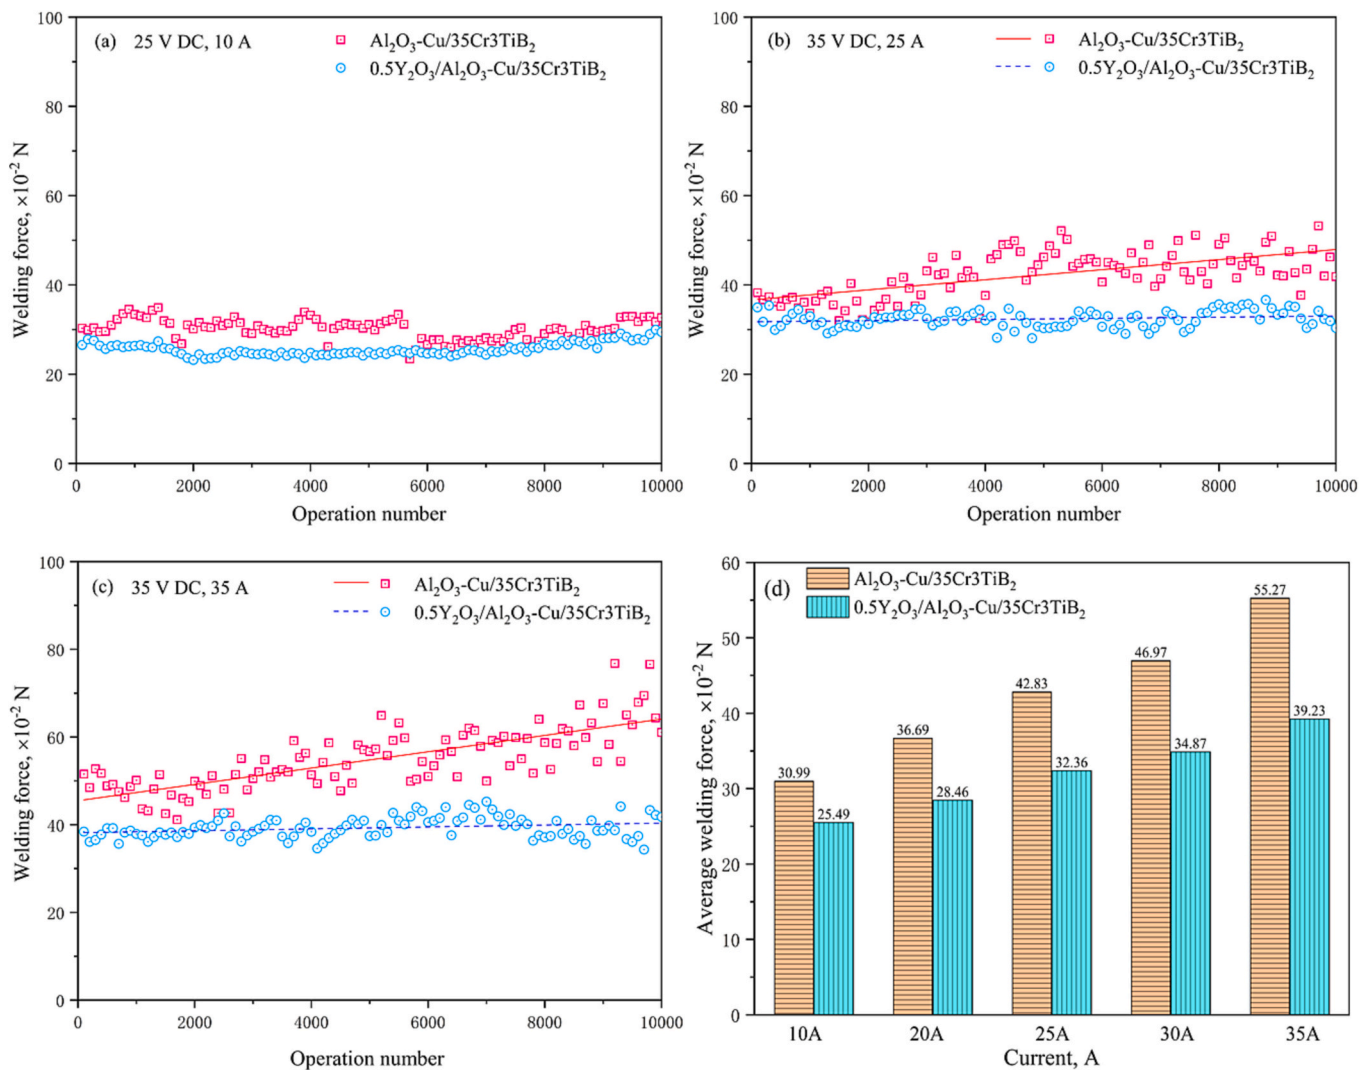 (a) 25 V DC, 10 A
Al₂O₃-Cu/35Cr3TiB₂
0.5Y₂O₃/Al₂O₃-Cu/35Cr3TiB₂
100
80
60
40
20
0
Welding force, ×10⁻² N
0 2000 4000 6000 8000 10000
Operation number
(b) 35 V DC, 25 A
Al₂O₃-Cu/35Cr3TiB₂
0.5Y₂O₃/Al₂O₃-Cu/35Cr3TiB₂
100
80
60
40
20
0
Welding force, ×10⁻² N
0 2000 4000 6000 8000 10000
Operation number
(c) 35 V DC, 35 A
Al₂O₃-Cu/35Cr3TiB₂
0.5Y₂O₃/Al₂O₃-Cu/35Cr3TiB₂
100
80
60
40
20
0
Welding force, ×10⁻² N
0 2000 4000 6000 8000 10000
Operation number
(d)
Al₂O₃-Cu/35Cr3TiB₂
0.5Y₂O₃/Al₂O₃-Cu/35Cr3TiB₂
60
50
40
30
20
10
0
Average welding force, ×10⁻² N
30.99
25.49
36.69
28.46
42.83
32.36
46.97
34.87
55.27
39.23
10A 20A 25A 30A 35A
Current, A